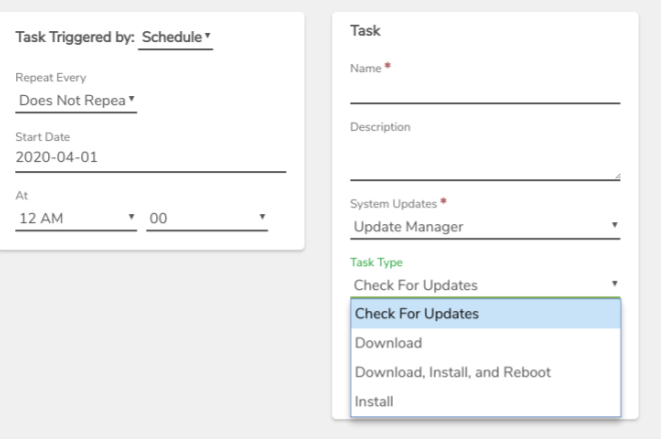 Task Triggered by: Schedule
Repeat Every
Does Not Repea
Start Date
2020-04-01
At
12 AM 00
Task
Name *
Description
System Updates *
Update Manager
Task Type
Check For Updates
Check For Updates
Download
Download, Install, and Reboot
Install